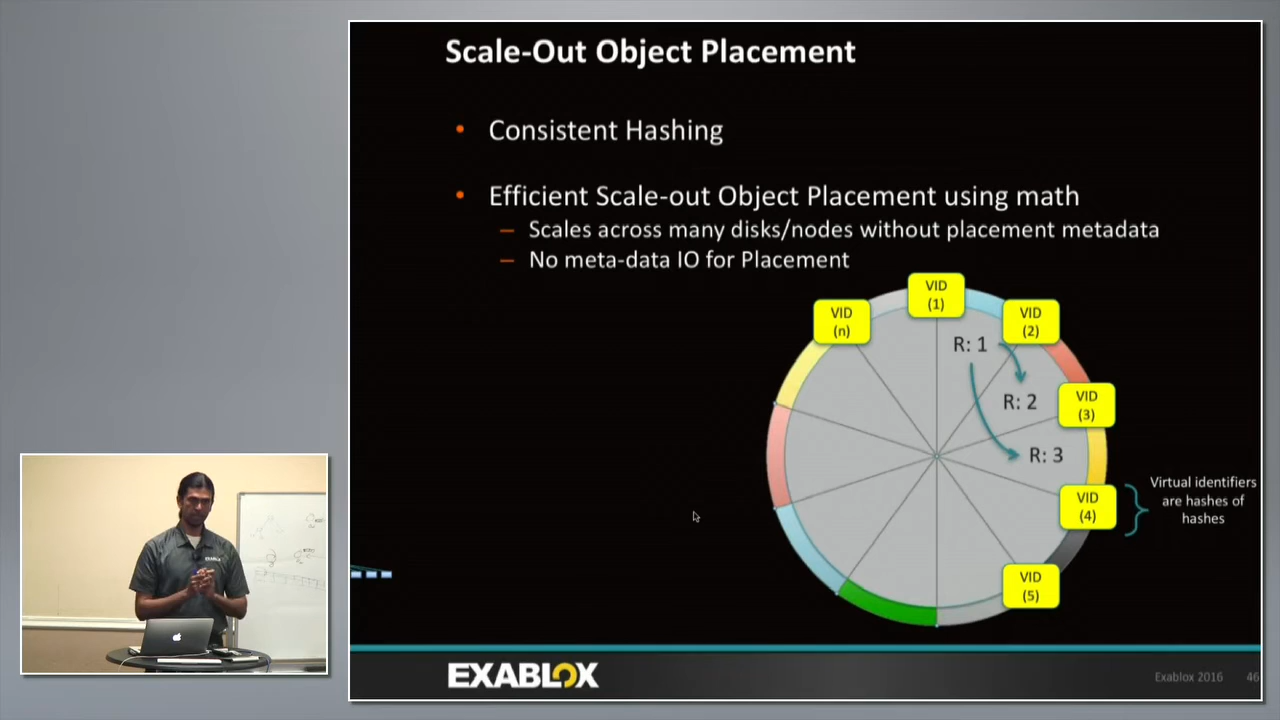 Scale-Out Object Placement
• Consistent Hashing
• Efficient Scale-out Object Placement using math
– Scales across many disks/nodes without placement metadata
– No meta-data IO for Placement
VID
(1)
VID
(n)
VID
(2)
R: 1
R: 2
VID
(3)
R: 3
VID
(4)
Virtual identifiers
are hashes of
hashes
VID
(5)
EXABLOX
EXABLOX
Exablox 2016
46